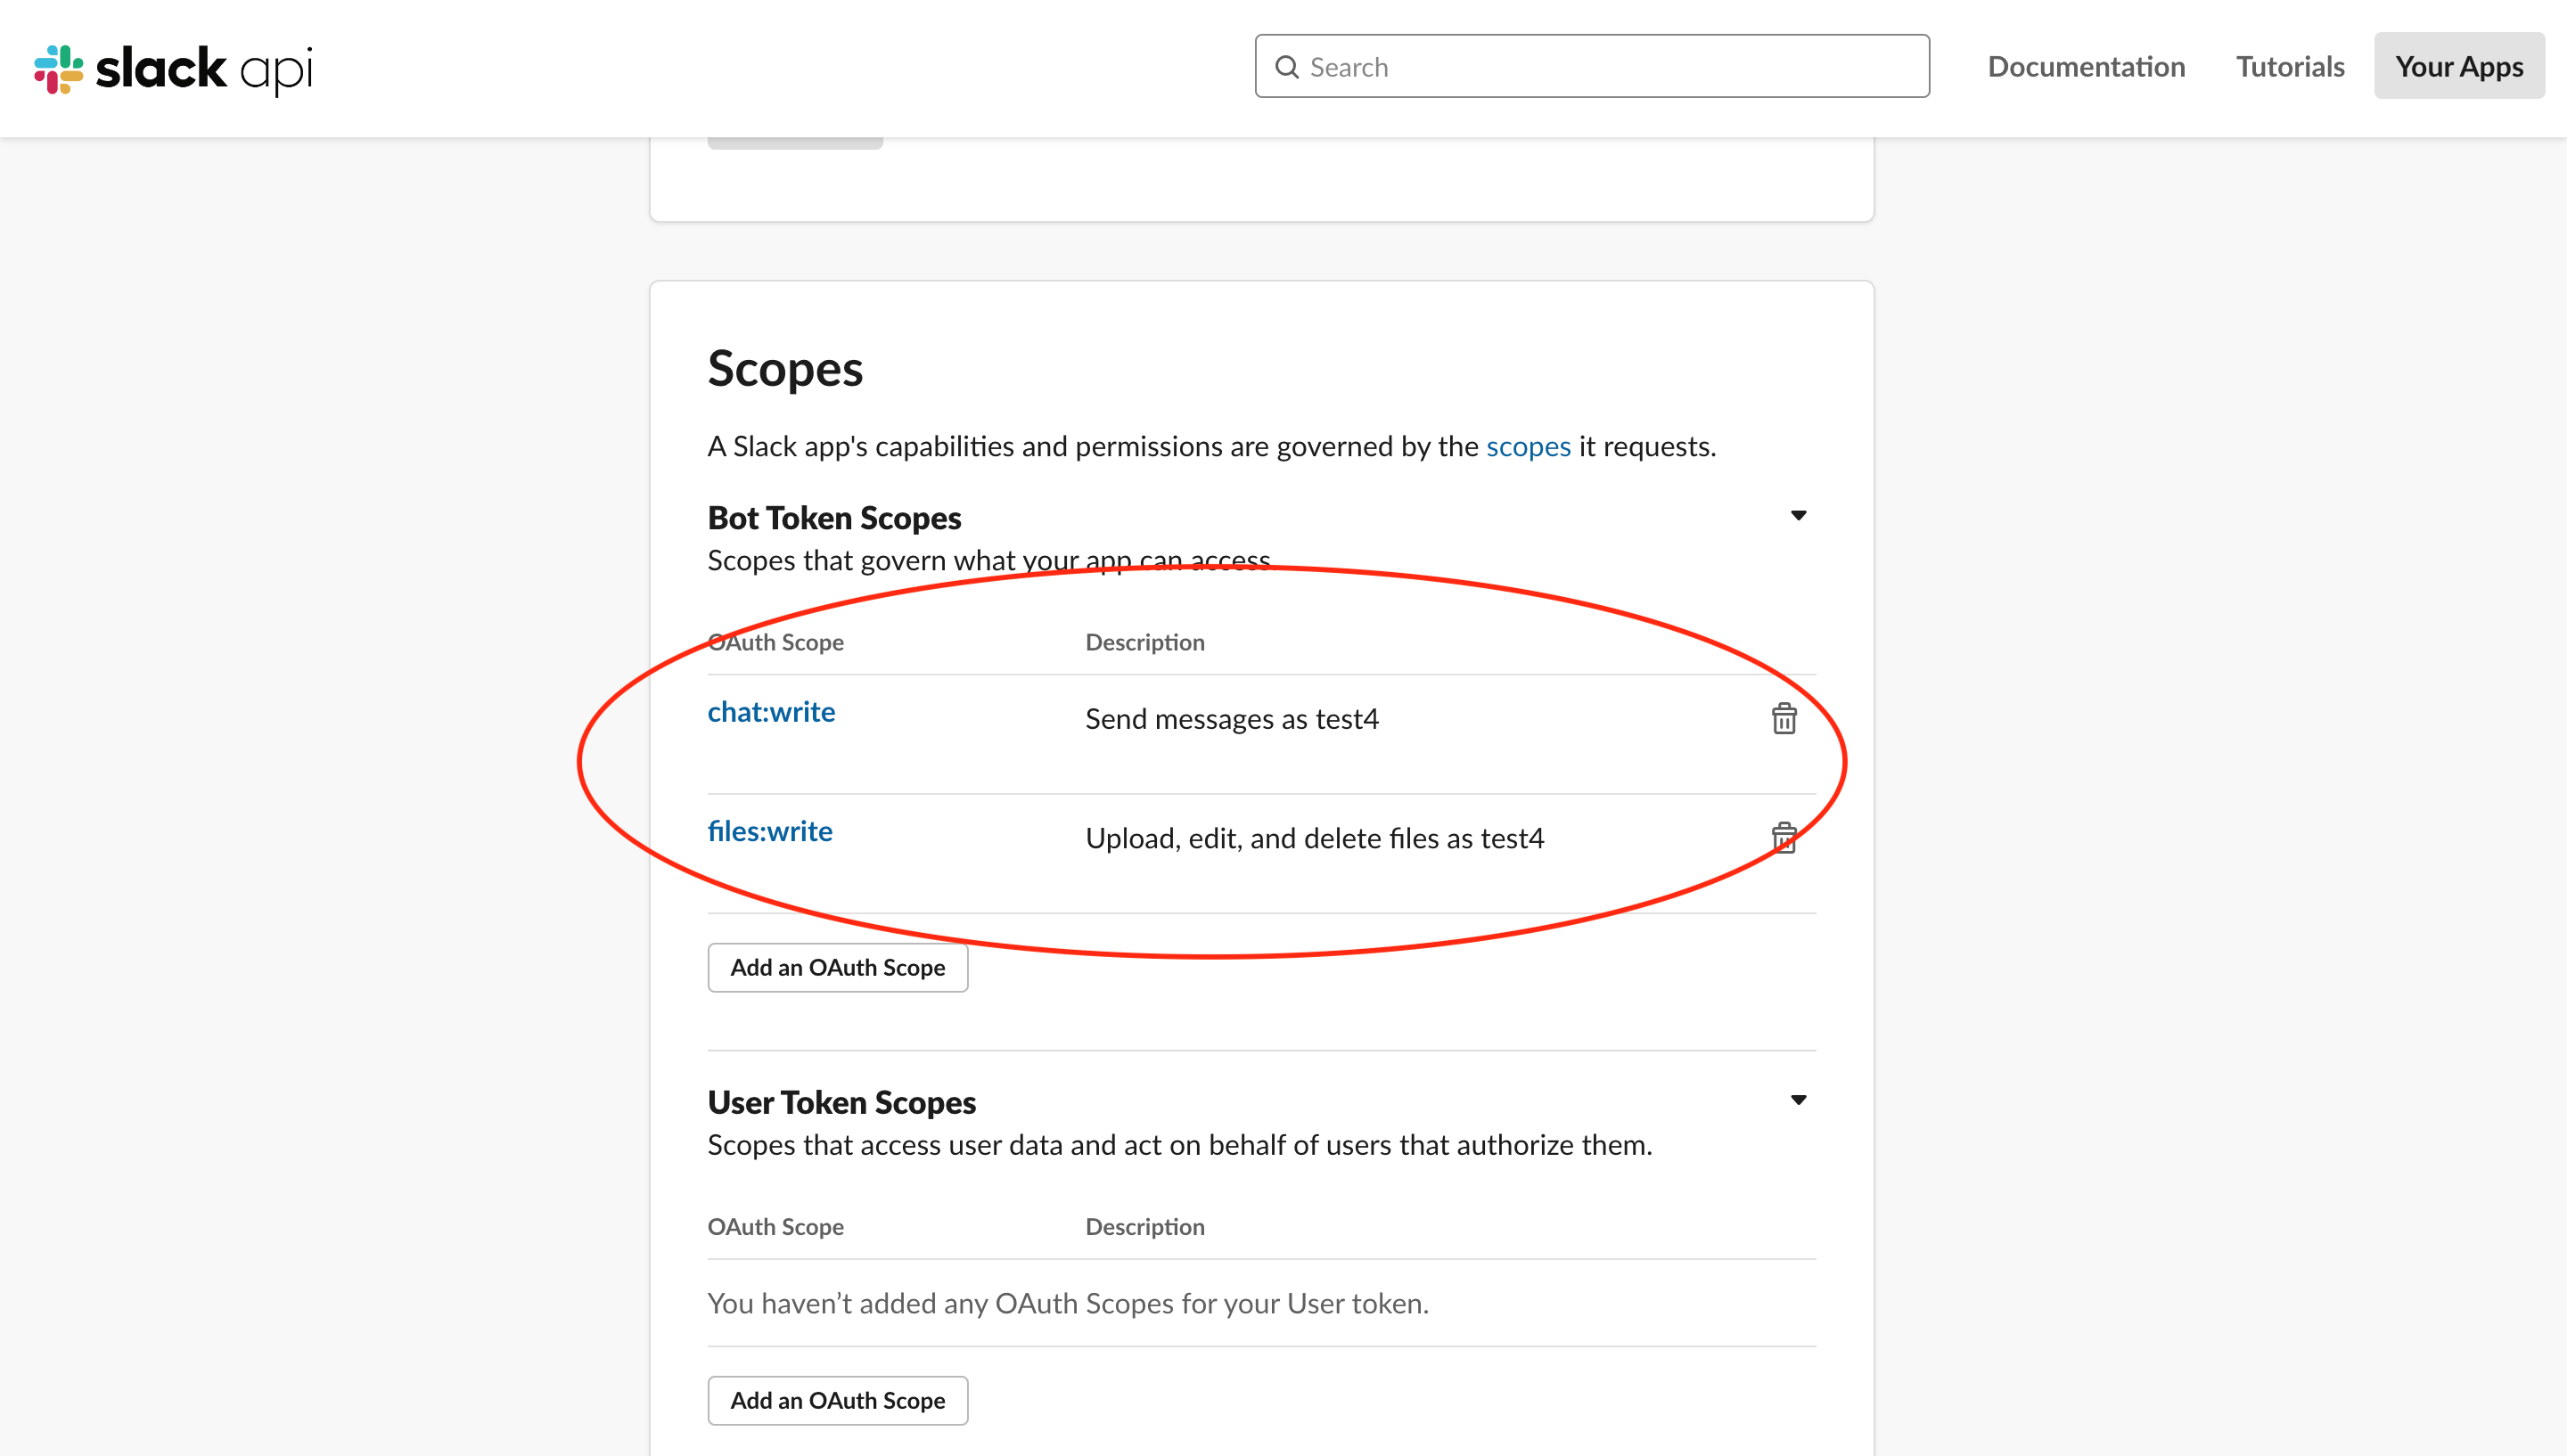 slack api
Search
Documentation
Tutorials
Your Apps
Scopes
A Slack app's capabilities and permissions are governed by the scopes it requests.
Bot Token Scopes
Scopes that govern what your app can access.
OAuth Scope Description
chat:write Send messages as test4
files:write Upload, edit, and delete files as test4
Add an OAuth Scope
User Token Scopes
Scopes that access user data and act on behalf of users that authorize them.
OAuth Scope Description
You haven’t added any OAuth Scopes for your User token.
Add an OAuth Scope